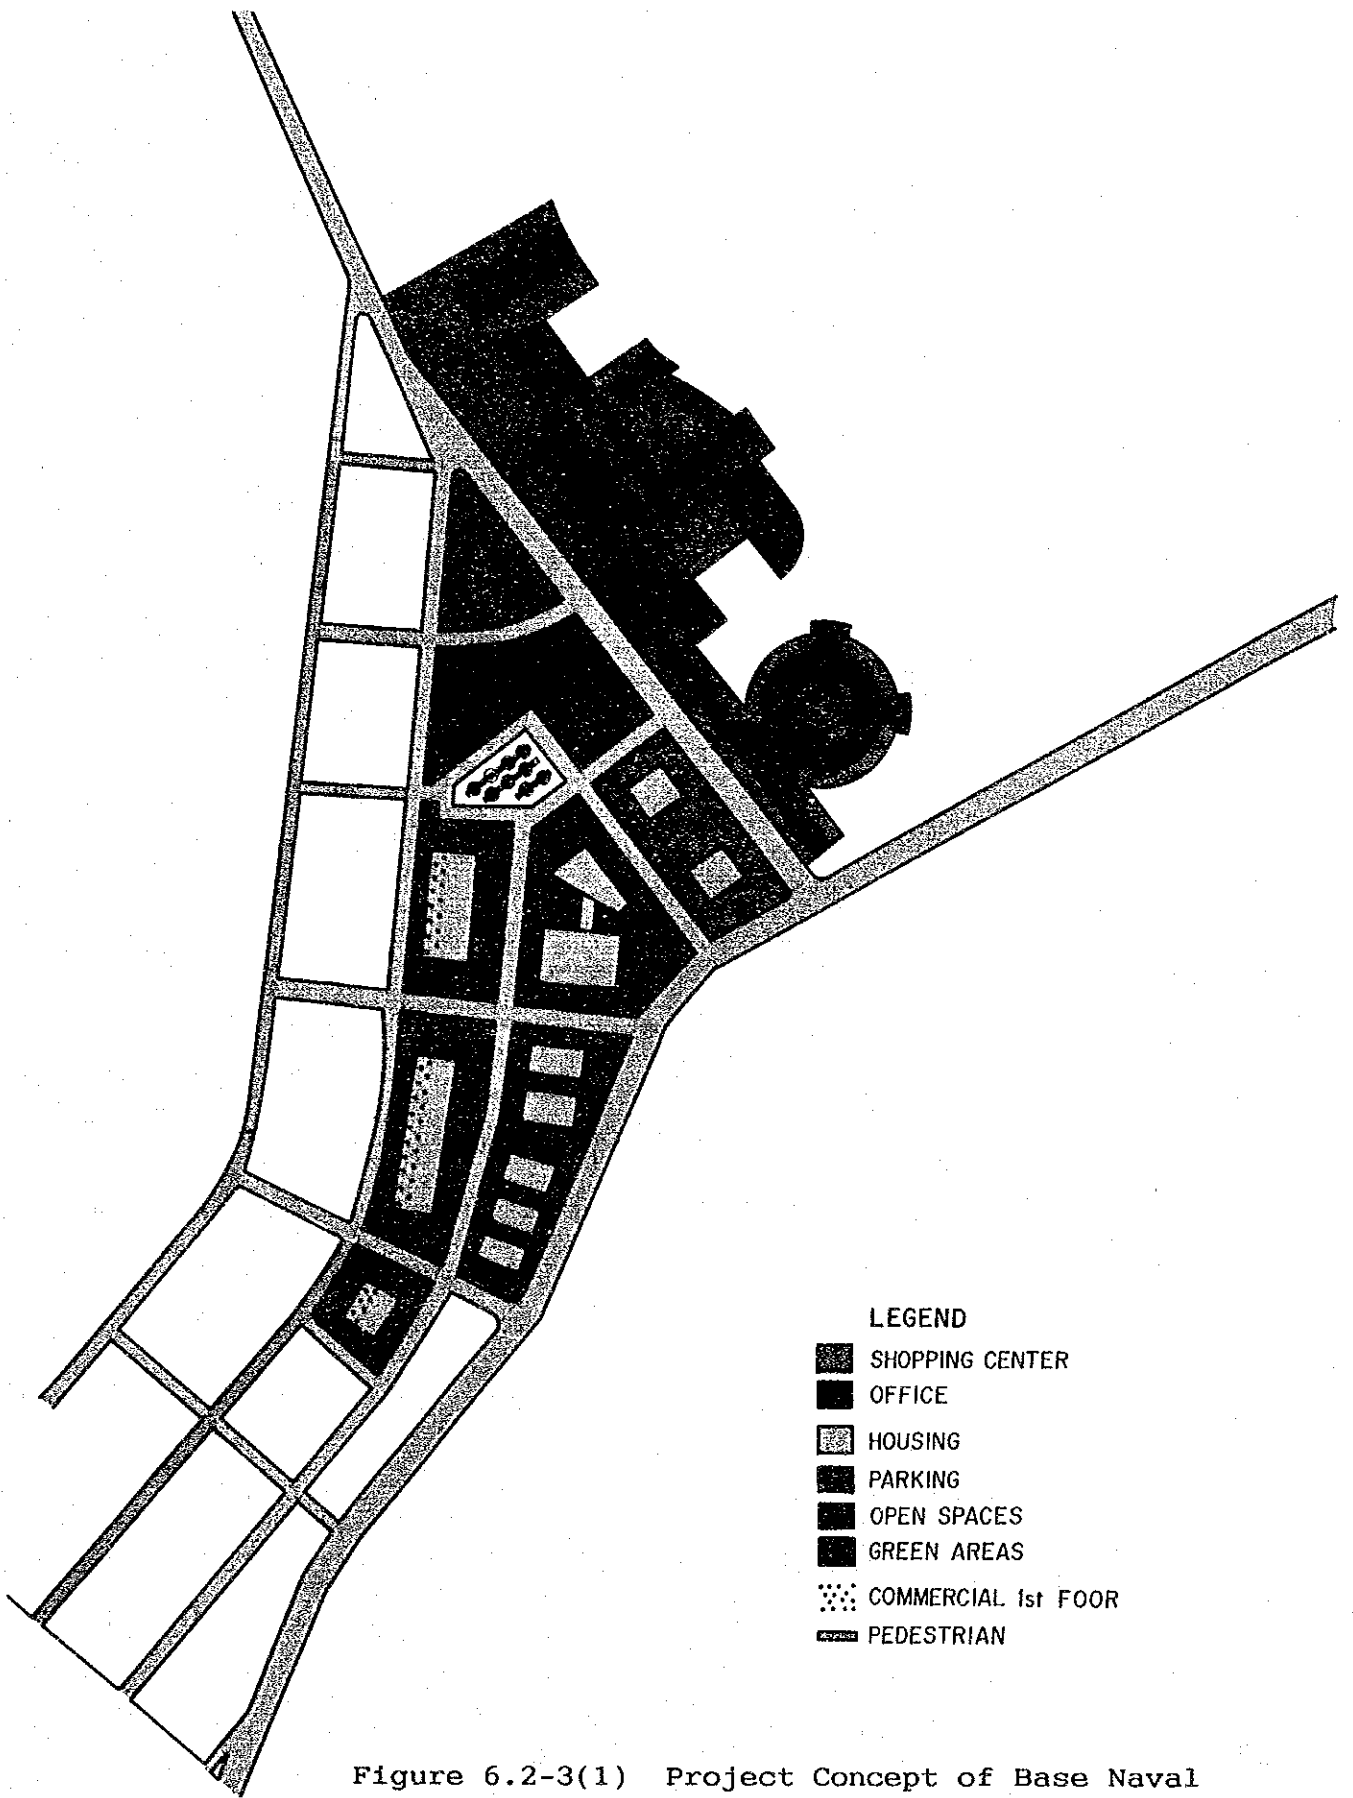 LEGEND
SHOPPING CENTER
OFFICE
HOUSING
PARKING
OPEN SPACES
GREEN AREAS
COMMERCIAL 1st FOOR
PEDESTRIAN
Figure 6.2-3(1) Project Concept of Base Naval